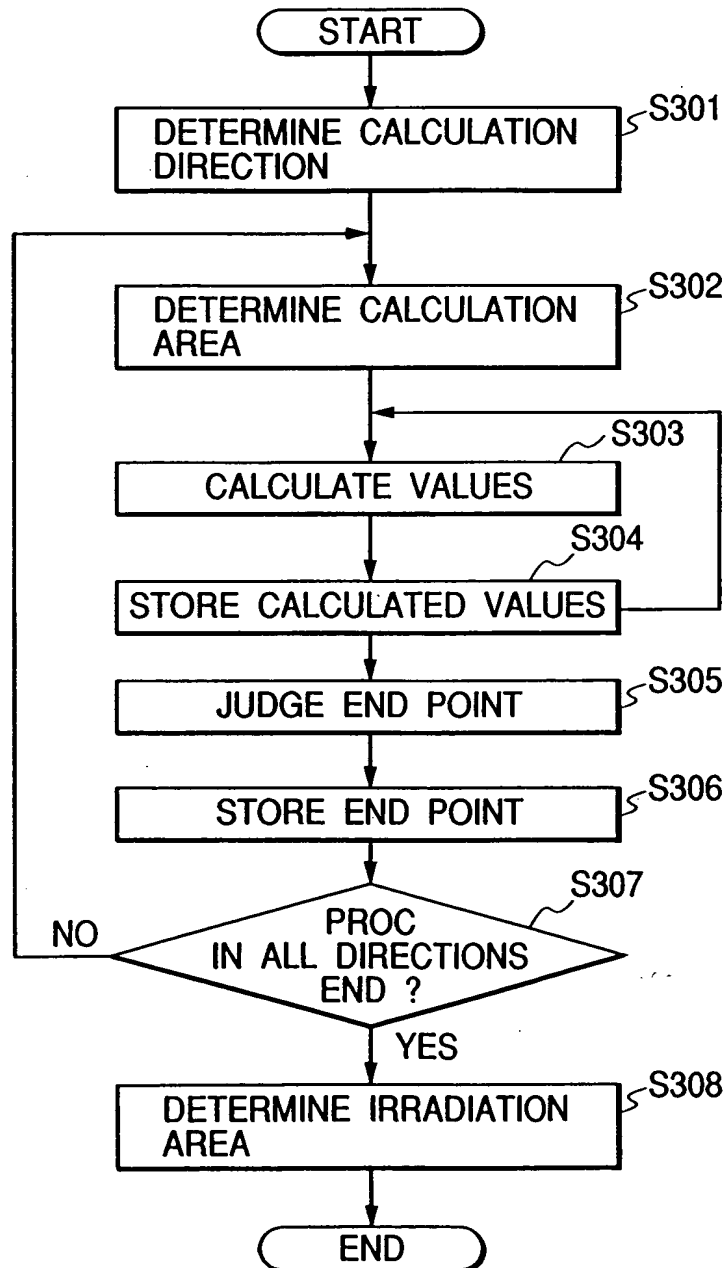 START
S301
DETERMINE CALCULATION
DIRECTION
S302
DETERMINE CALCULATION
AREA
S303
CALCULATE VALUES
S304
STORE CALCULATED VALUES
S305
JUDGE END POINT
S306
STORE END POINT
S307
NO
PROC
IN ALL DIRECTIONS
END ?
YES
S308
DETERMINE IRRADIATION
AREA
END